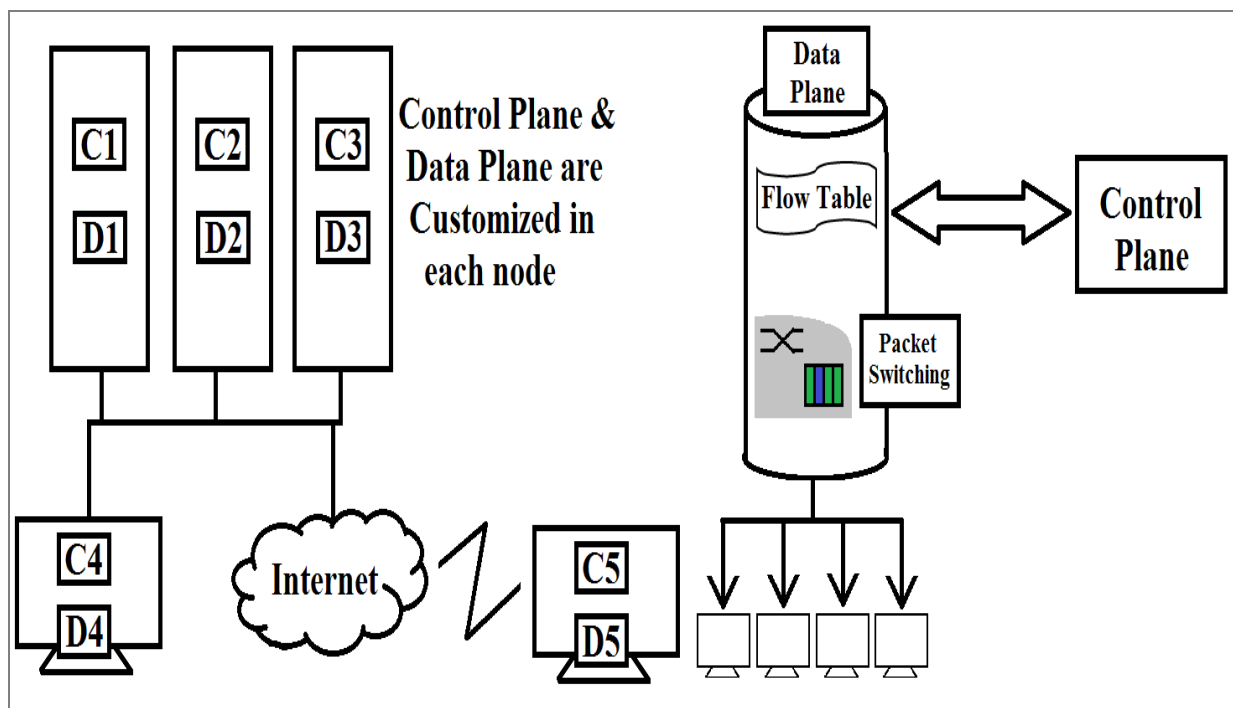 C1
D1
C2
D2
C3
D3
Control Plane &
Data Plane are
Customized in
each node
C4
D4
Internet
C5
D5
Data
Plane
Flow Table
Control
Plane
Packet
Switching